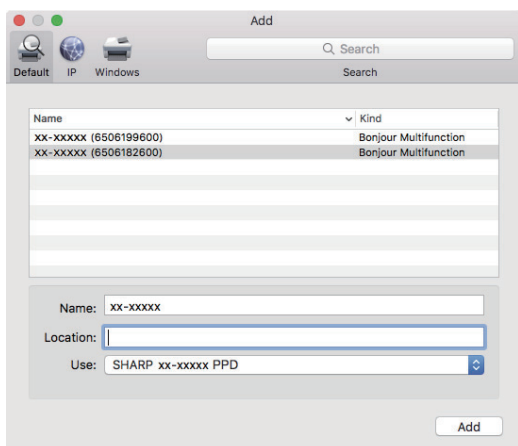 Add
Search
Default IP Windows Search
Name Kind
xx-xxxxx (6506199600) Bonjour Multifunction
xx-xxxxx (6506182600) Bonjour Multifunction
Name: xx-xxxxx
Location:
Use: SHARP xx-xxxxx PPD
Add